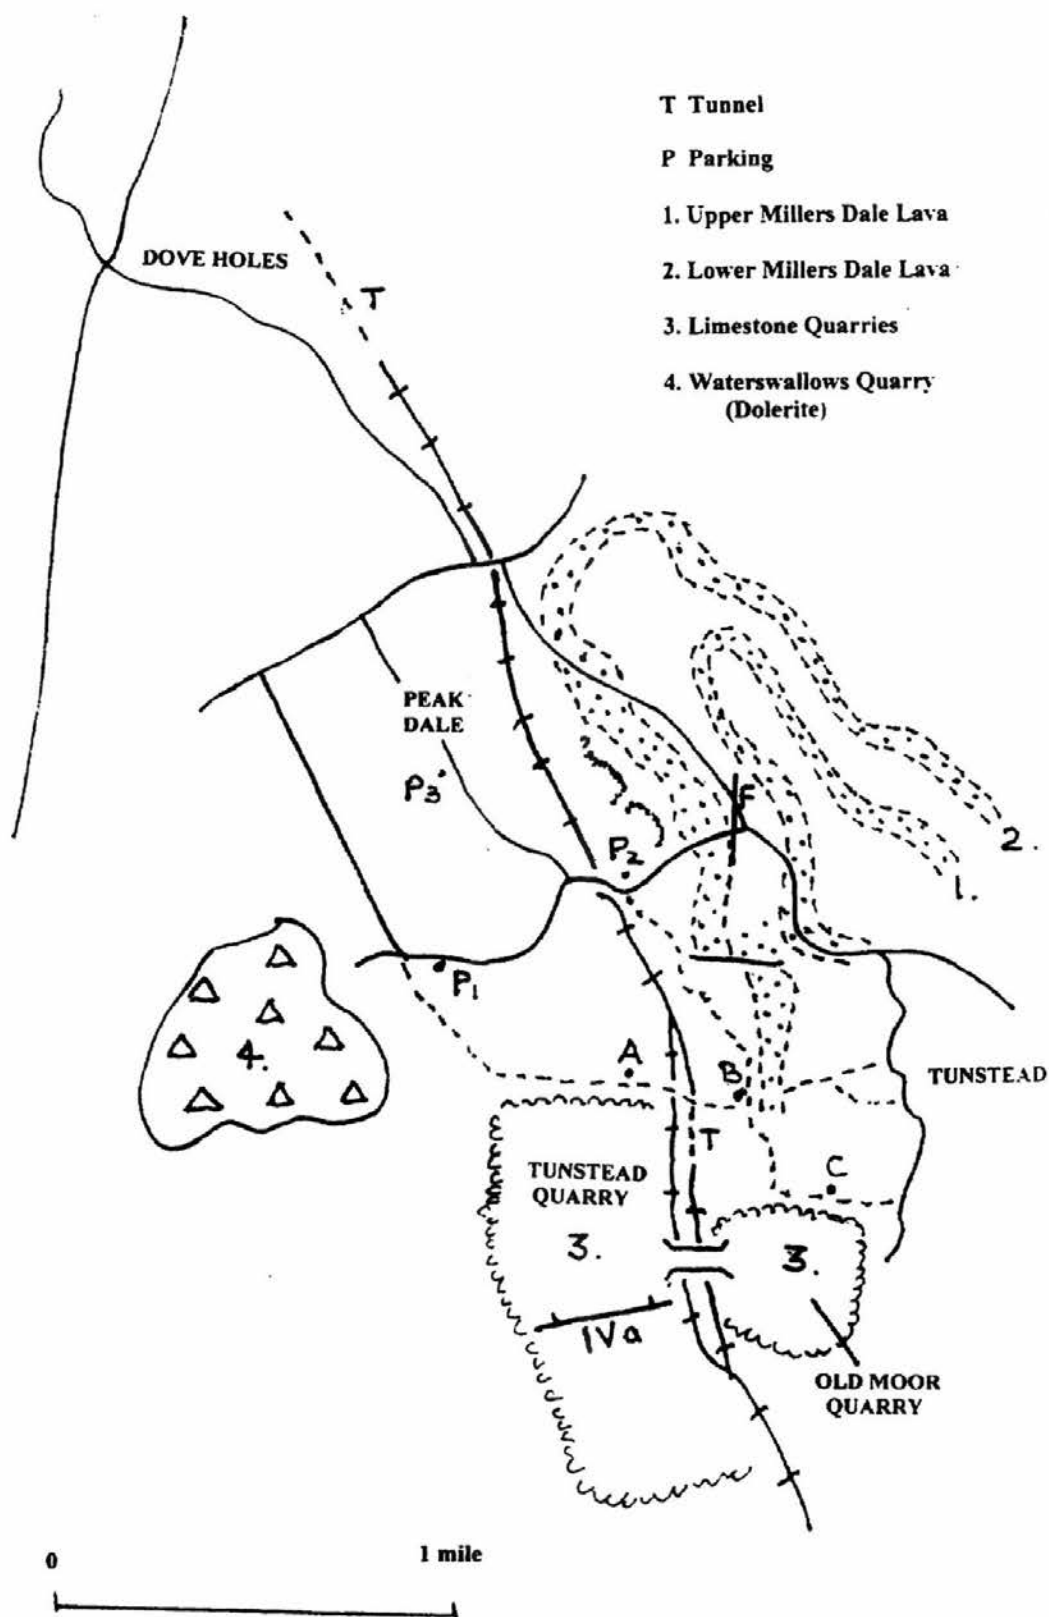 T Tunnel
P Parking
1. Upper Millers Dale Lava
2. Lower Millers Dale Lava
3. Limestone Quarries
4. Waterswallows Quarry
(Dolerite)
DOVE HOLES
T
PEAK
DALE
P3
F
P2
2.
1.
P1
4.
A
B
TUNSTEAD
T
C
TUNSTEAD
QUARRY
3.
3.
IVa
OLD MOOR
QUARRY
0
1 mile